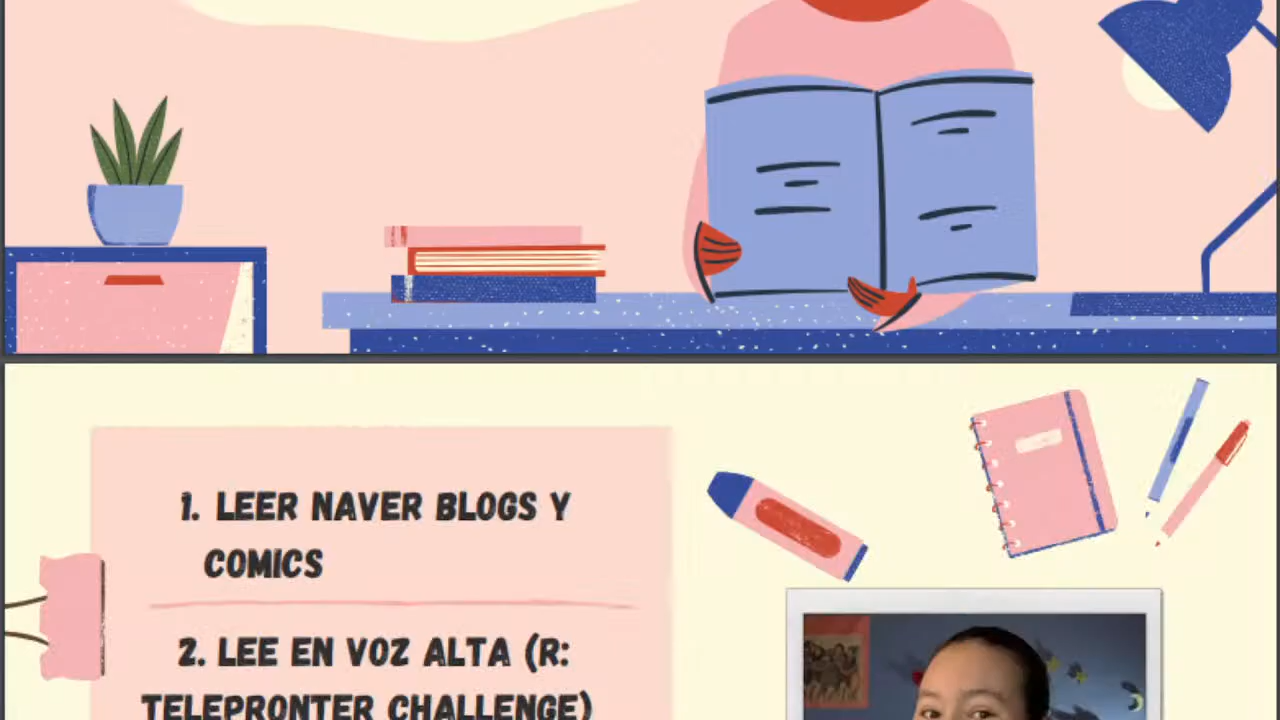 1. LEER NAVER BLOGS Y
COMICS
2. LEE EN VOZ ALTA (R:
TELEPRONTER CHALLENGE)